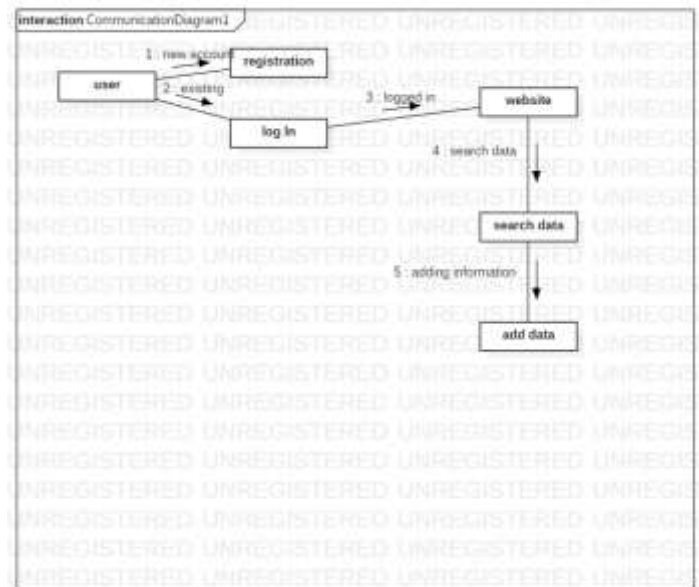 interaction CommunicationDiagram1
1 : new account
registration
user
2 : existing
log In
3 : logged in
website
4 : search data
search data
5 : adding information
add data
UNREGISTERED